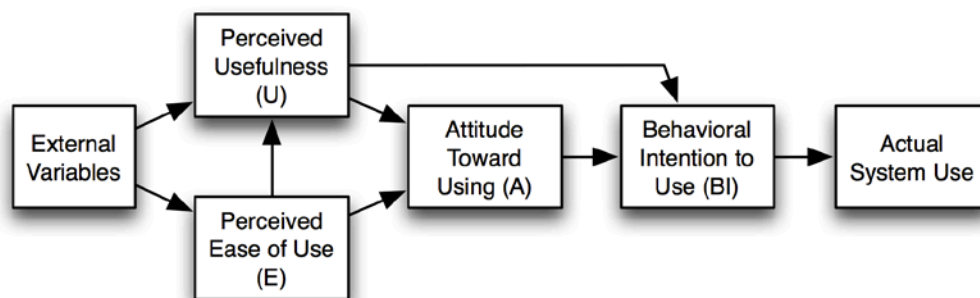 External
Variables
Perceived
Usefulness
(U)
Perceived
Ease of Use
(E)
Attitude
Toward
Using (A)
Behavioral
Intention to
Use (BI)
Actual
System Use